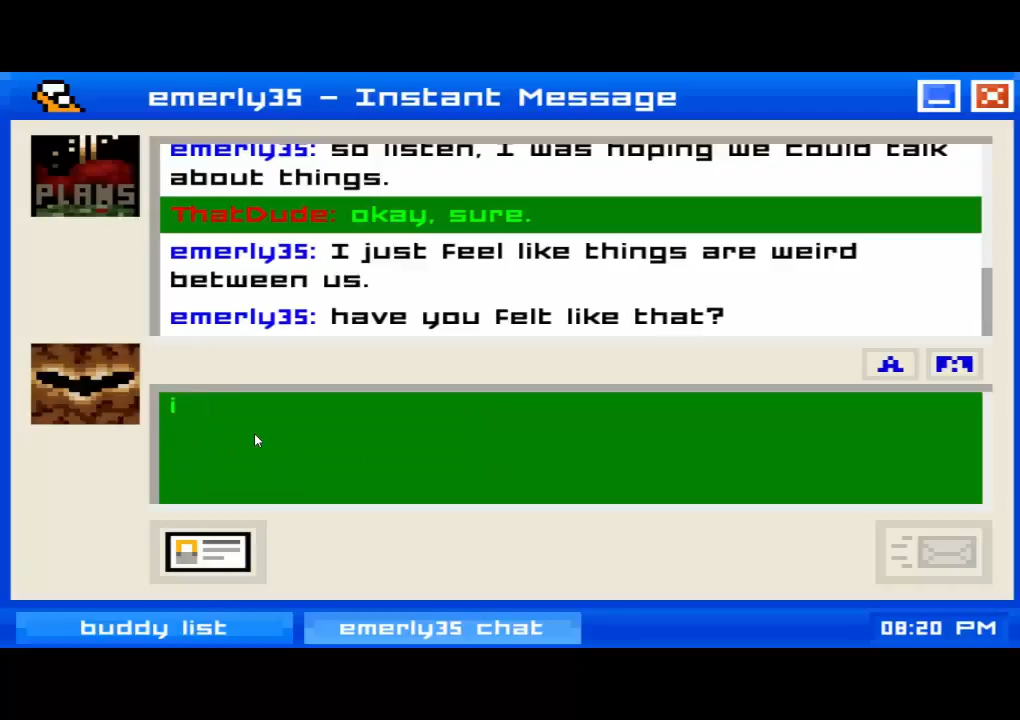 emerly35 - Instant Message
PLAWS
emerly35: so listen, I was hoping we could talk
about things.
ThatDude: okay, sure.
emerly35: I just feel like things are weird
between us.
emerly35: have you felt like that?
A
i
buddy list
emerly35 chat
08:20 PM